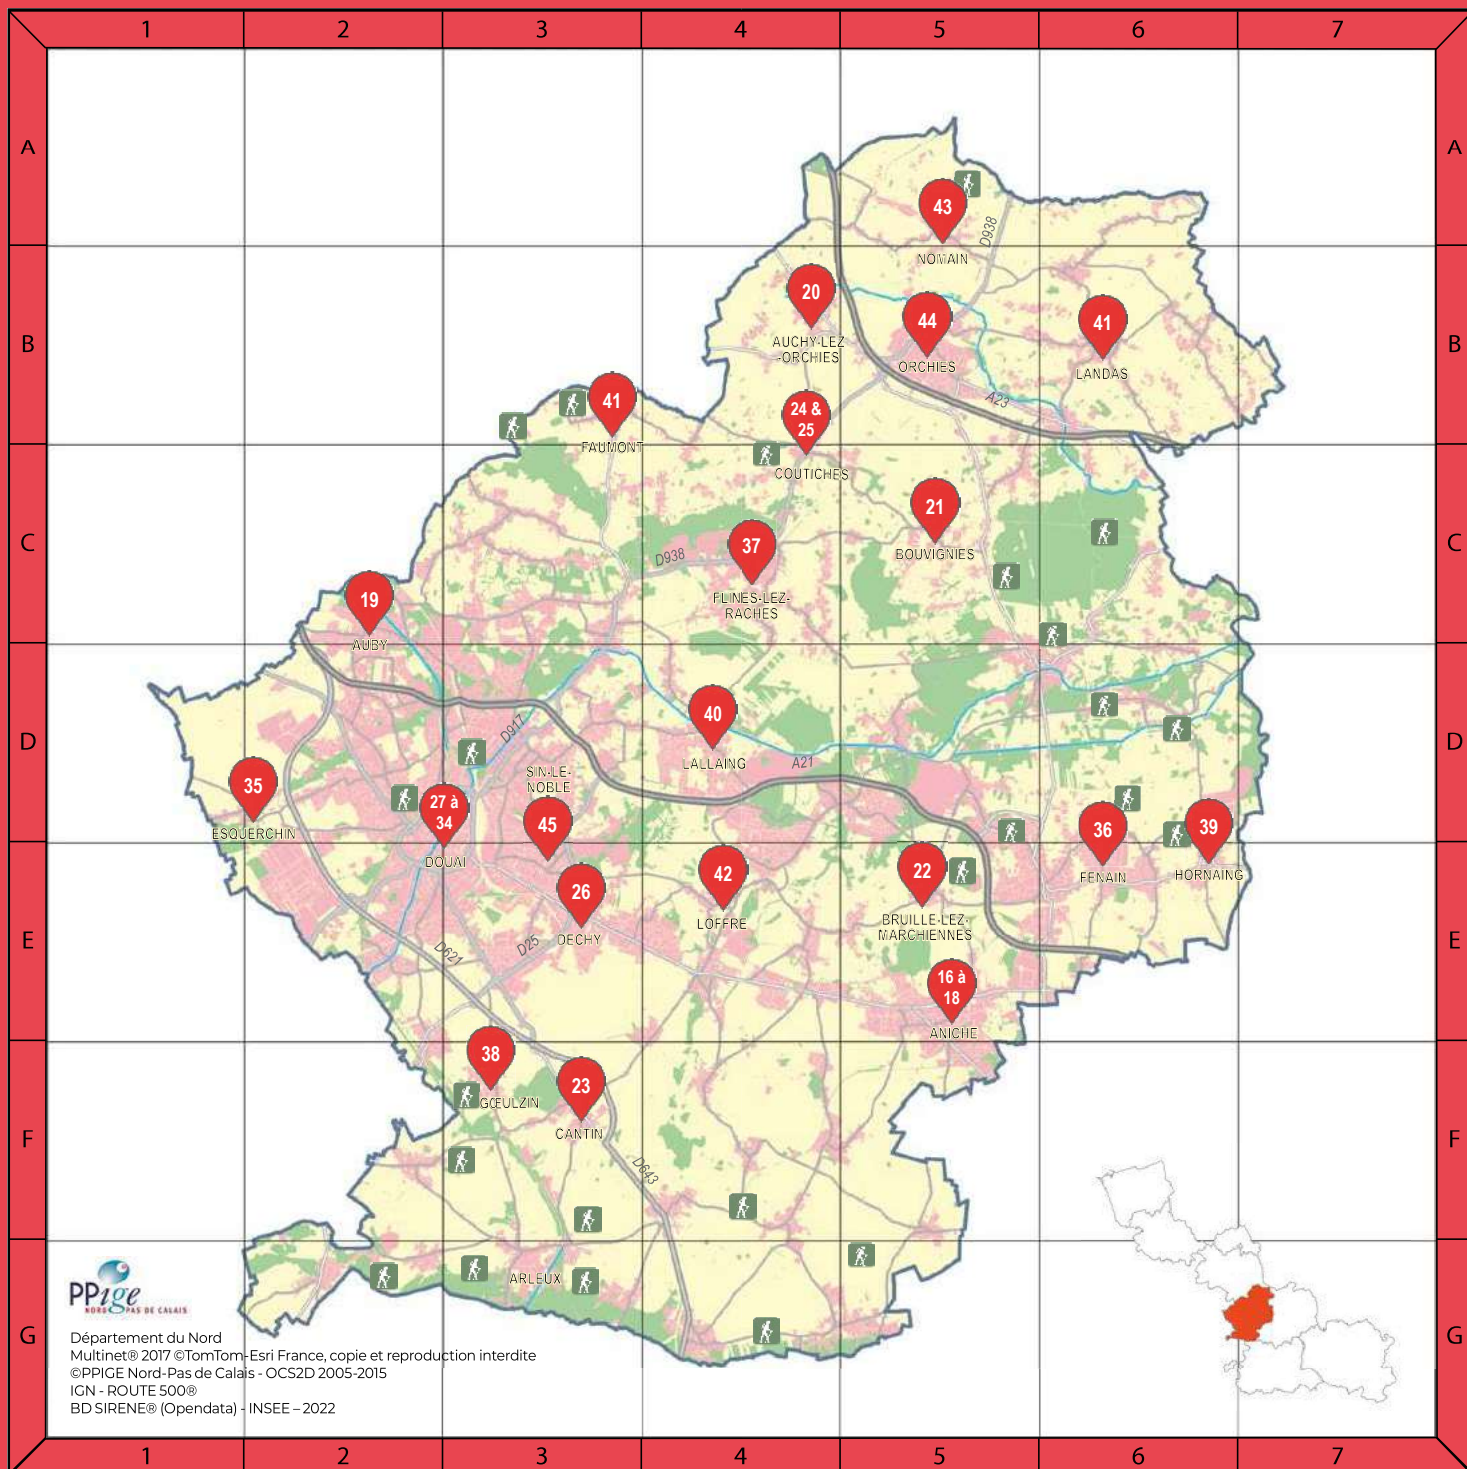 1 2 3 4 5 6 7
A A
43
D938
NOMAIN
20
44
41
B B
AUCHY-LEZ
-ORCHIES
ORCHIES
LANDAS
A23
41
24 &
25
FAUMONT
COUTICHES
21
C C
37
D938
BOUVIGNIES
19
FLINES-LEZ-
RACHES
AUBY
40
D917
D D
LALLAING
A21
SIN-LE-
NOBLE
35
27 à
34
45
36
39
ESQUERCHIN
DOUAI
42
22
FENAIN
HORNAING
26
LOFFRE
BRUILLE-LEZ-
MARCHIENNES
DECHY
D25
D621
E E
16 à
18
ANICHE
38
23
GŒULZIN
CANTIN
F F
D643
ARLEUX
PPige
NORD PAS DE CALAIS
G G
Département du Nord
Multinet® 2017 ©TomTom-Esri France, copie et reproduction interdite
©PPIGE Nord-Pas de Calais - OCS2D 2005-2015
IGN - ROUTE 500®
BD SIRENE® (Opendata) - INSEE – 2022
1 2 3 4 5 6 7